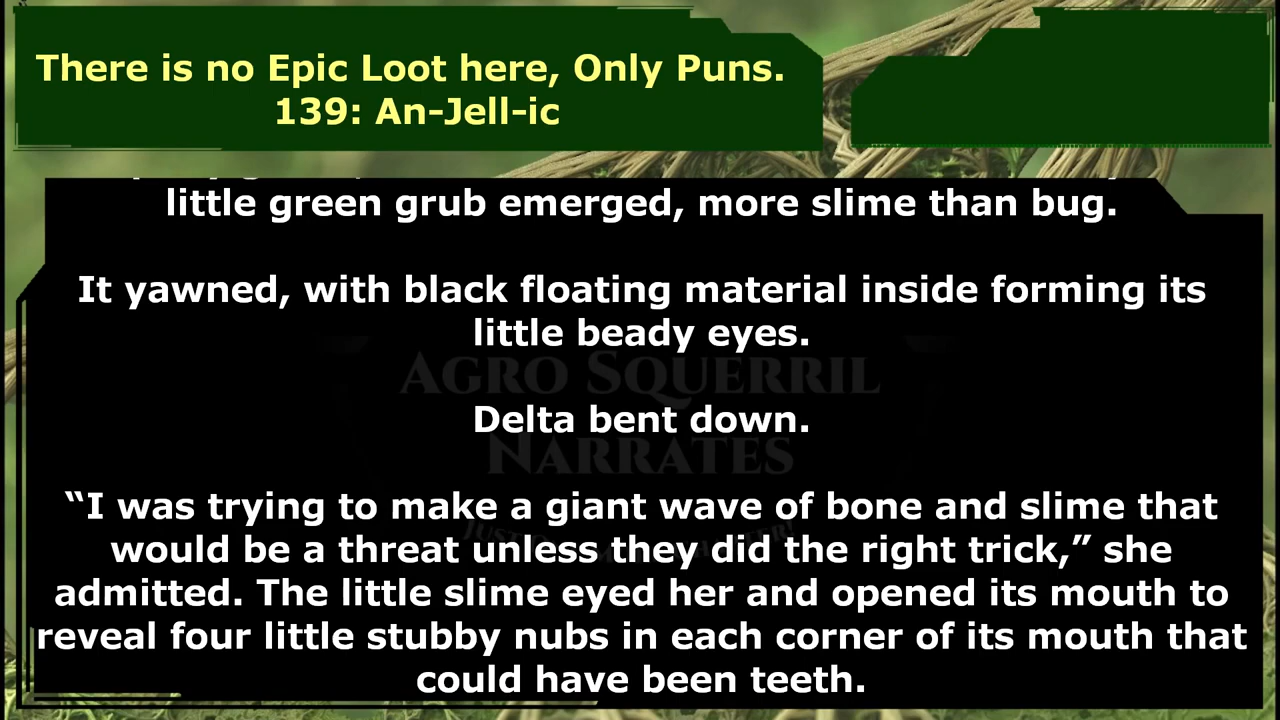 There is no Epic Loot here, Only Puns.
139: An-Jell-ic
little green grub emerged, more slime than bug.
It yawned, with black floating material inside forming its
little beady eyes.
AGRO SQUERRIL
Delta bent down.
NARRATES
“I was trying to make a giant wave of bone and slime that
would be a threat unless they did the right trick,” she
admitted. The little slime eyed her and opened its mouth to
reveal four little stubby nubs in each corner of its mouth that
could have been teeth.